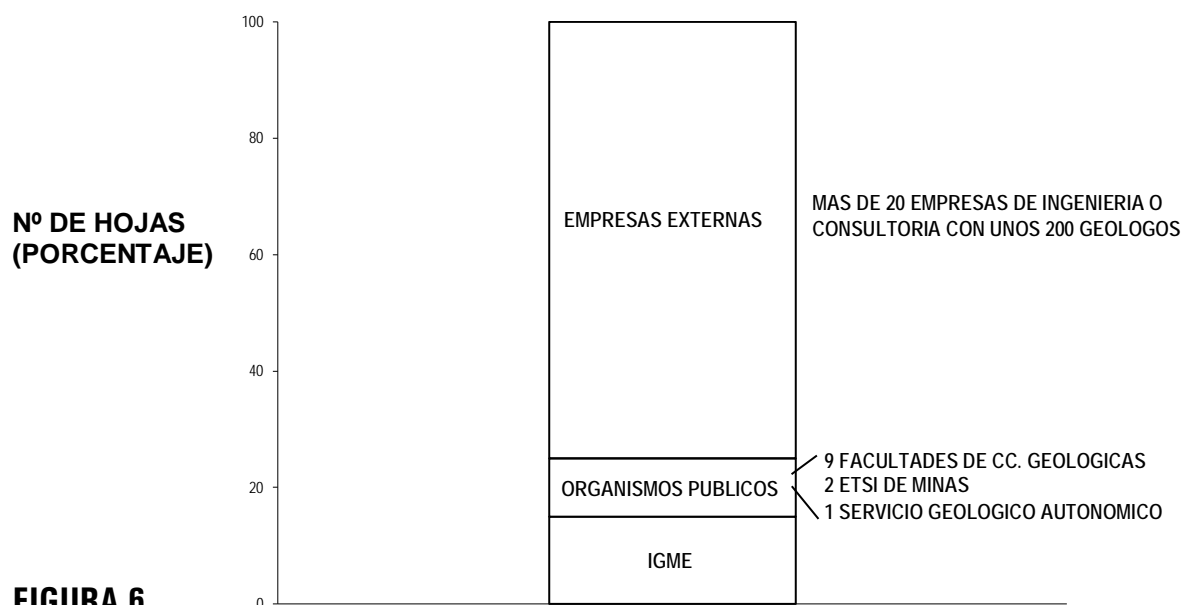 100
80
60
40
20
0
Nº DE HOJAS
(PORCENTAJE)
EMPRESAS EXTERNAS
MAS DE 20 EMPRESAS DE INGENIERIA O
CONSULTORIA CON UNOS 200 GEOLOGOS
ORGANISMOS PUBLICOS
9 FACULTADES DE CC. GEOLOGICAS
2 ETSI DE MINAS
1 SERVICIO GEOLOGICO AUTONOMICO
IGME
FIGURA 6